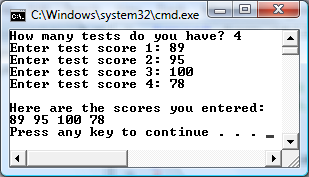 C:\Windows\system32\cmd.exe
How many tests do you have? 4
Enter test score 1: 89
Enter test score 2: 95
Enter test score 3: 100
Enter test score 4: 78
Here are the scores you entered:
89 95 100 78
Press any key to continue . . .